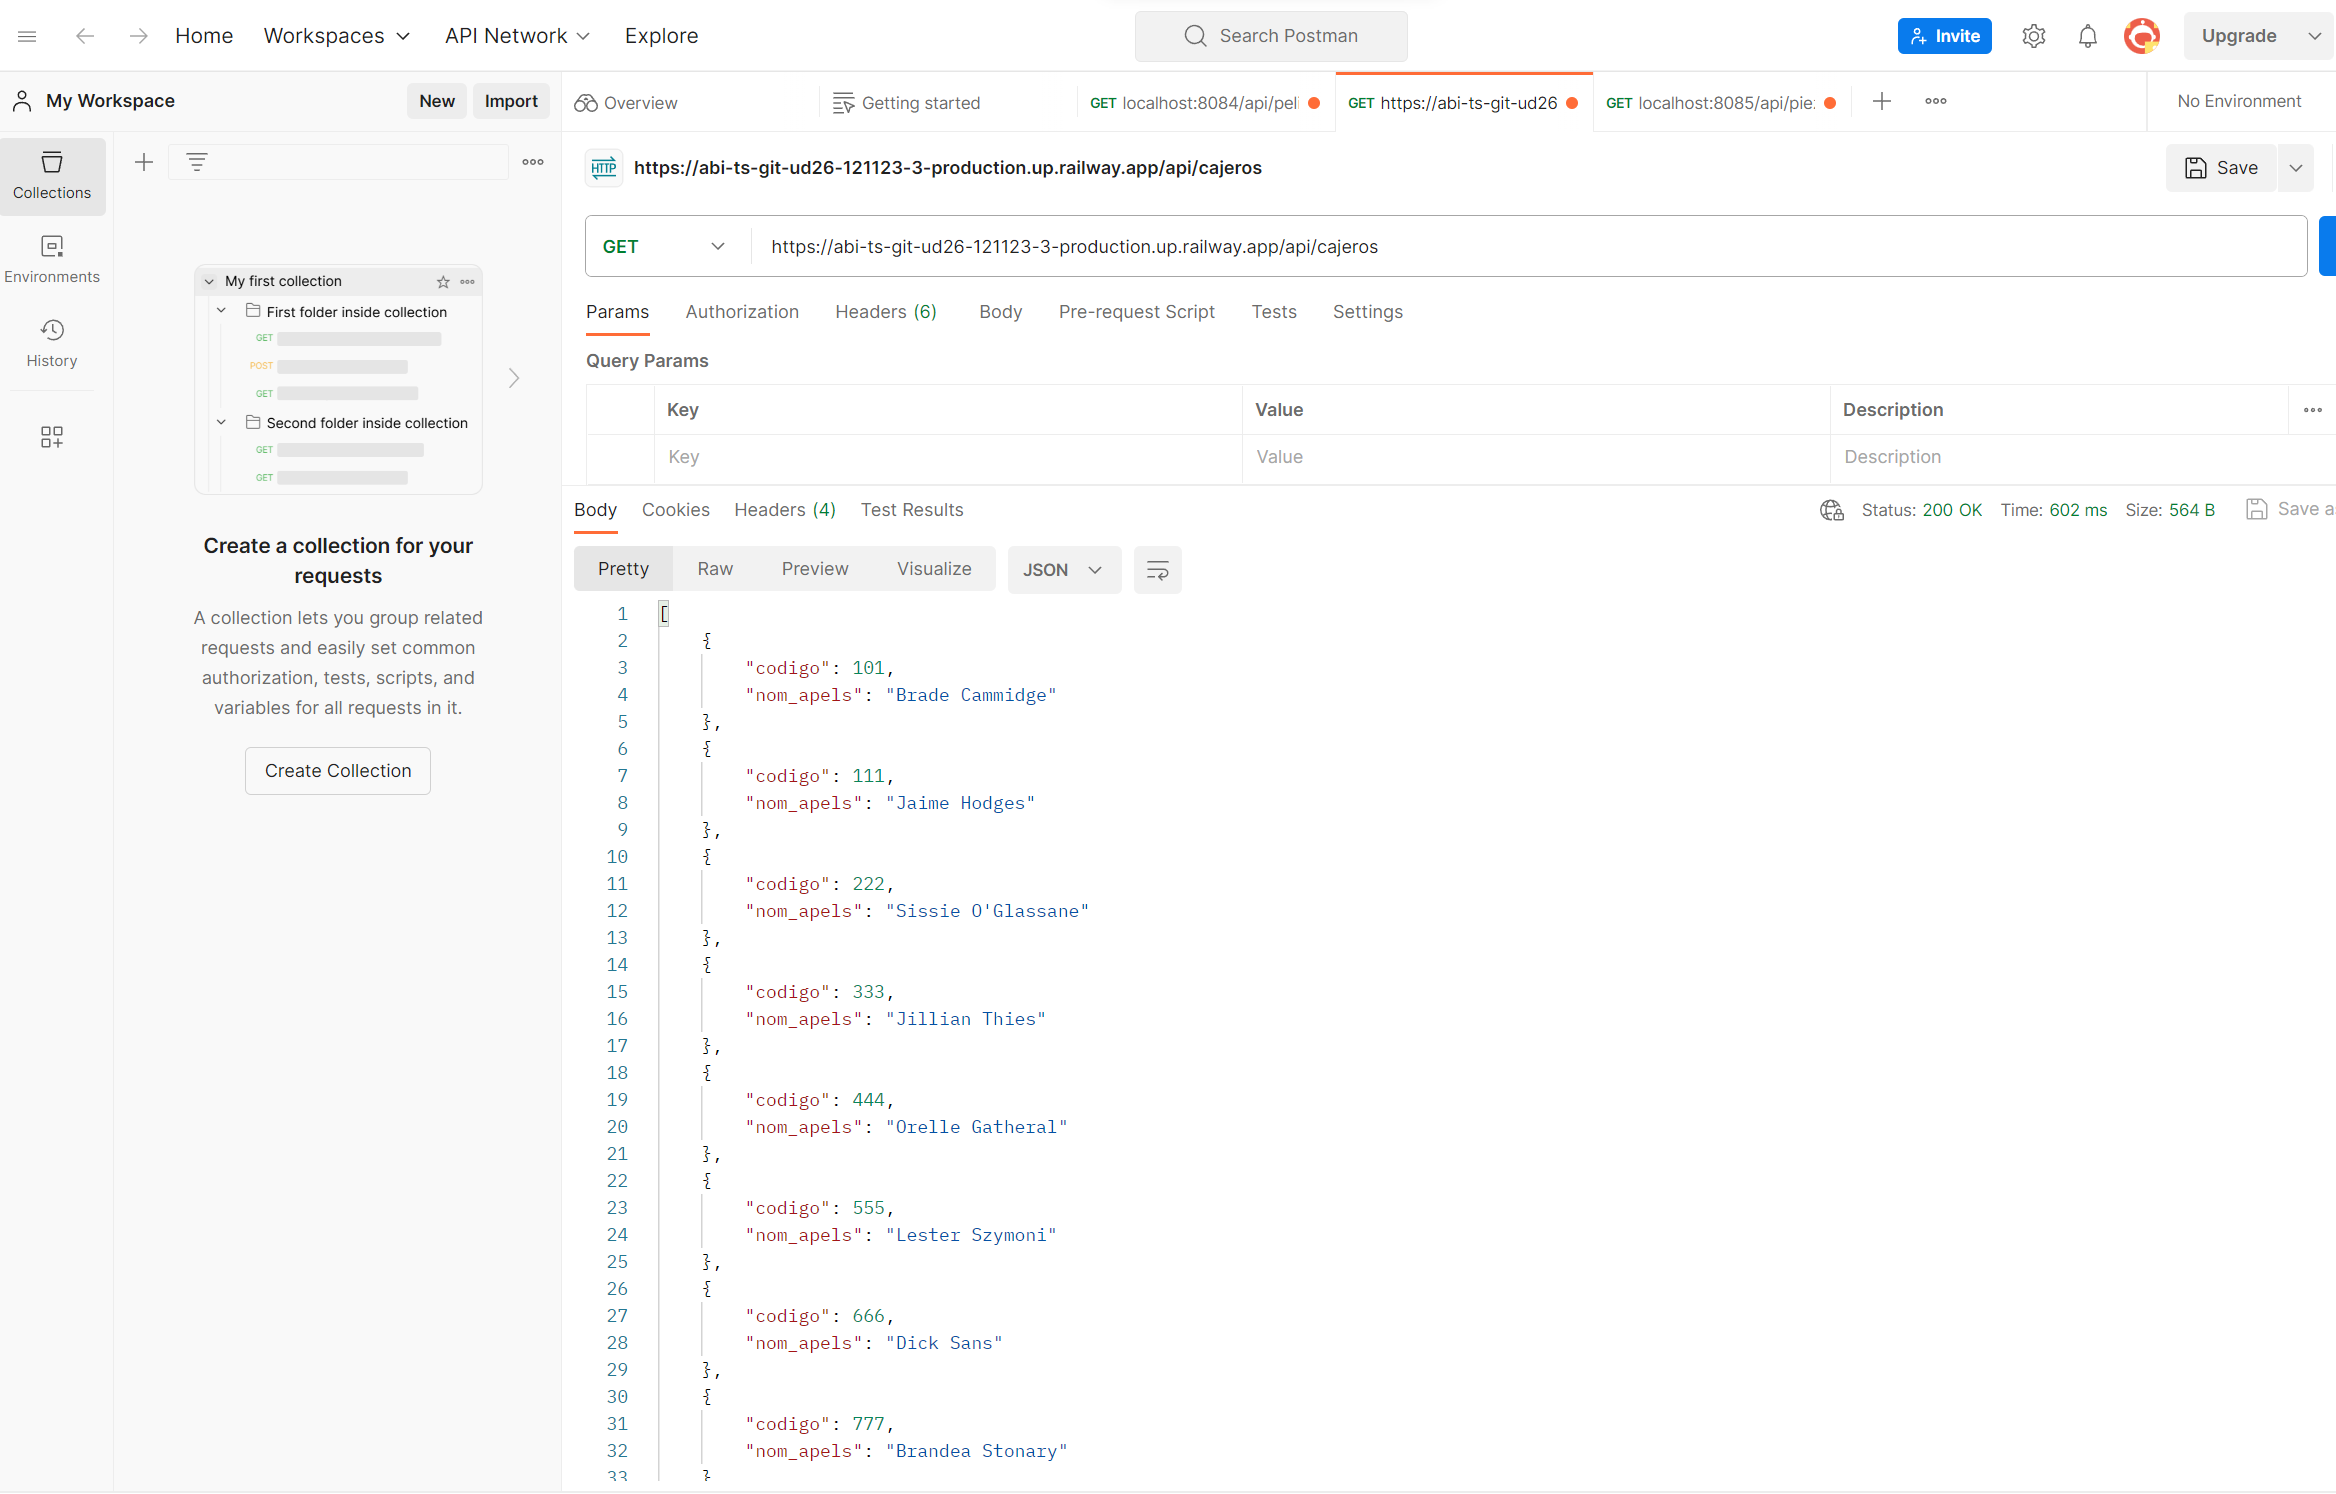 Home Workspaces API Network Explore Search Postman Invite Upgrade
My Workspace New Import Overview Getting started GET localhost:8084/api/peli GET https://abi-ts-git-ud26 GET localhost:8085/api/pie: No Environment
Collections
Environments
History
My first collection
First folder inside collection
GET
POST
GET
Second folder inside collection
GET
GET
Create a collection for your
requests
A collection lets you group related
requests and easily set common
authorization, tests, scripts, and
variables for all requests in it.
Create Collection
HTTP https://abi-ts-git-ud26-121123-3-production.up.railway.app/api/cajeros Save
GET https://abi-ts-git-ud26-121123-3-production.up.railway.app/api/cajeros
Params Authorization Headers (6) Body Pre-request Script Tests Settings
Query Params
Key Value Description
Key Value Description
Body Cookies Headers (4) Test Results Status: 200 OK Time: 602 ms Size: 564 B Save a
Pretty Raw Preview Visualize JSON
1 [
2 {
3 "codigo": 101,
4 "nom_apels": "Brade Cammidge"
5 },
6 {
7 "codigo": 111,
8 "nom_apels": "Jaime Hodges"
9 },
10 {
11 "codigo": 222,
12 "nom_apels": "Sissie O'Glassane"
13 },
14 {
15 "codigo": 333,
16 "nom_apels": "Jillian Thies"
17 },
18 {
19 "codigo": 444,
20 "nom_apels": "Orelle Gatheral"
21 },
22 {
23 "codigo": 555,
24 "nom_apels": "Lester Szymoni"
25 },
26 {
27 "codigo": 666,
28 "nom_apels": "Dick Sans"
29 },
30 {
31 "codigo": 777,
32 "nom_apels": "Brandea Stonary"
33 }